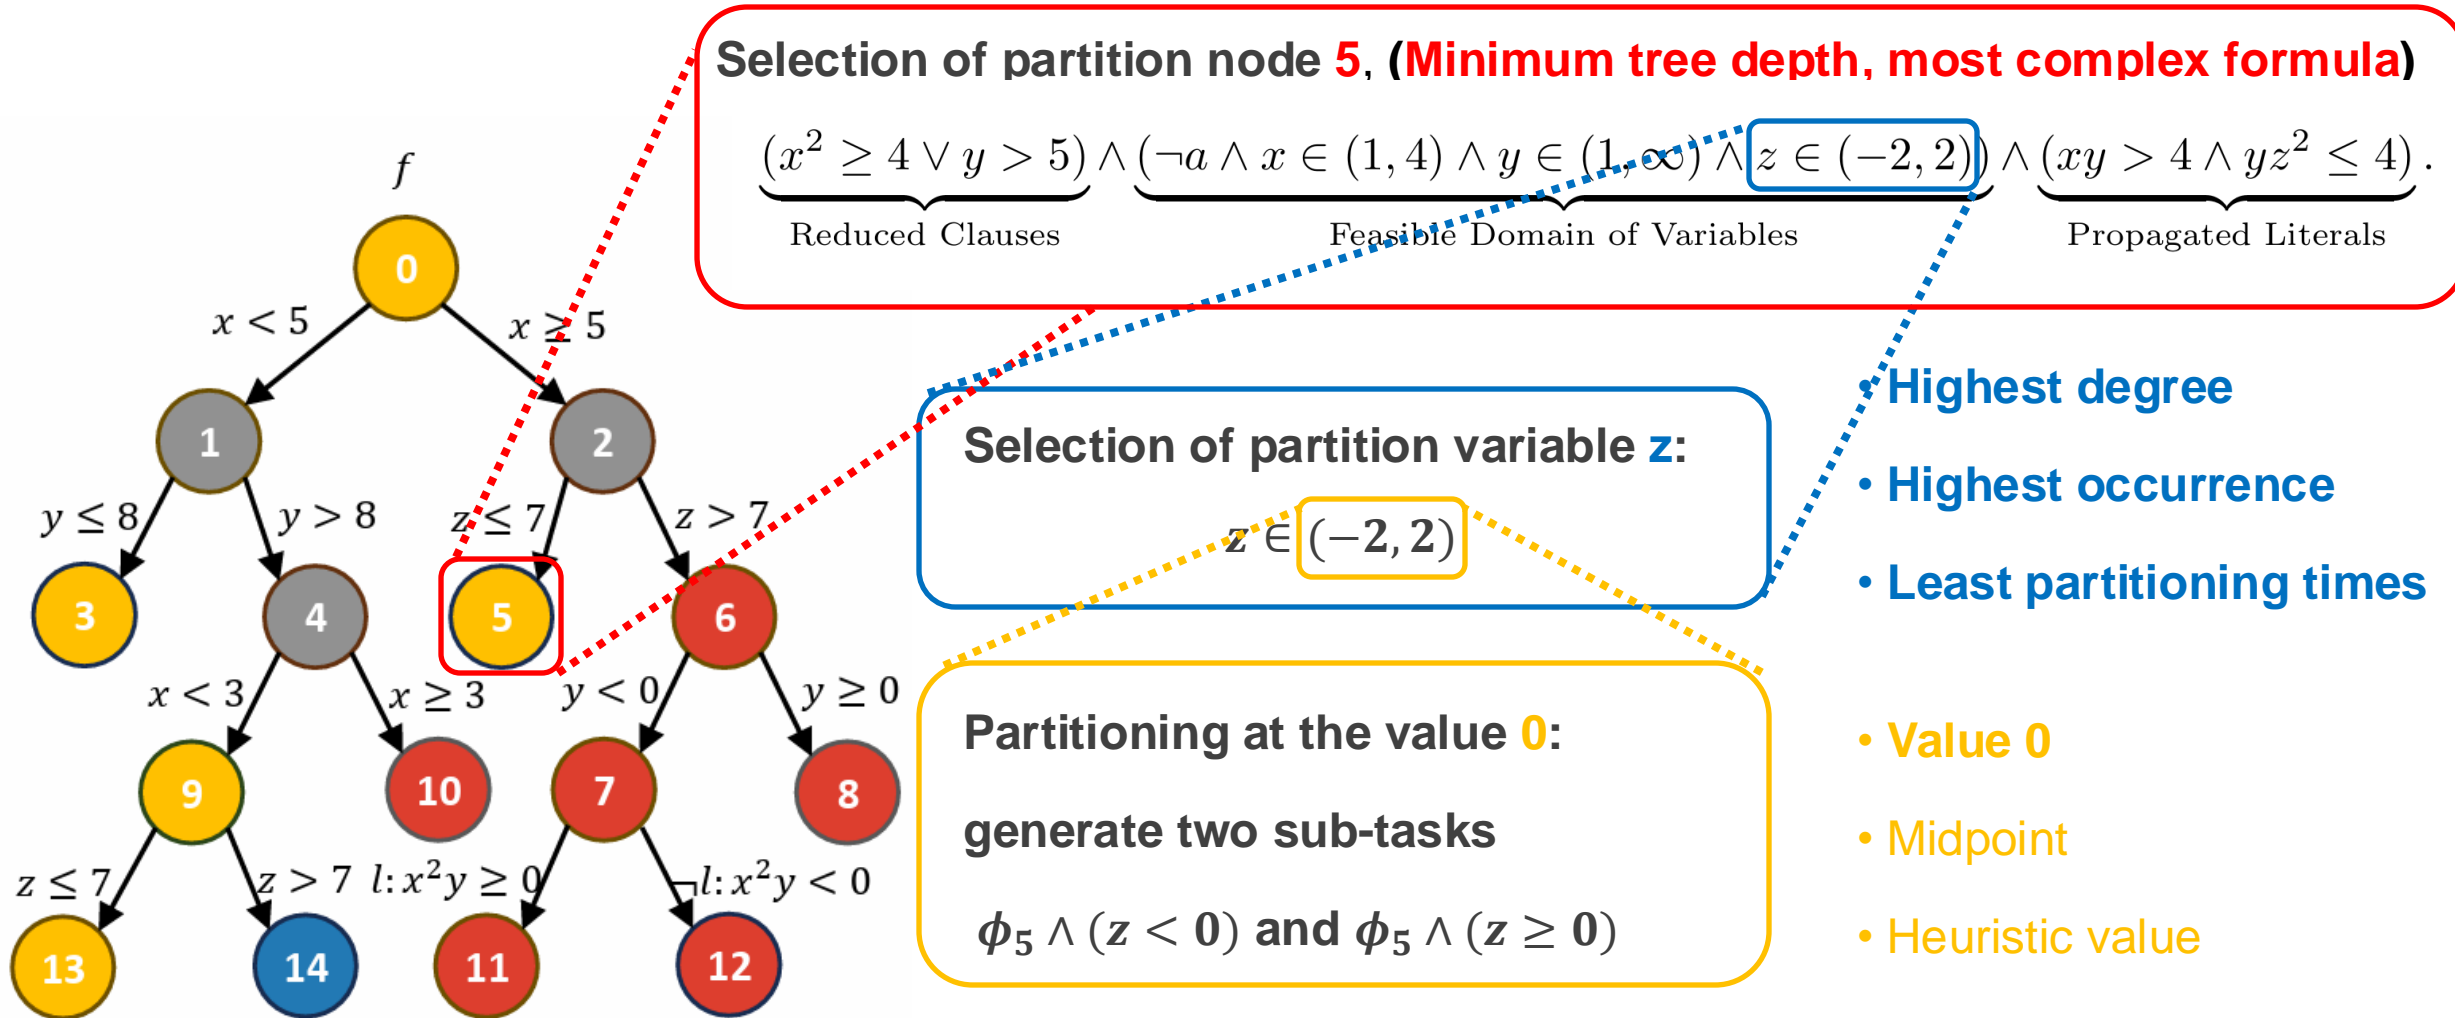 Selection of partition node 5, (Minimum tree depth, most complex formula)
(x² ≥ 4 ∨ y > 5) ∧ (¬a ∧ x ∈ (1, 4) ∧ y ∈ (1, ∞) ∧ z ∈ (−2, 2)) ∧ (xy > 4 ∧ yz² ≤ 4) .
Reduced Clauses
Feasible Domain of Variables
Propagated Literals
f
0
x < 5
x ≥ 5
1
2
y ≤ 8
y > 8
z ≤ 7
z > 7
3
4
5
6
x < 3
x ≥ 3
y < 0
y ≥ 0
9
10
7
8
z ≤ 7
z > 7
l: x²y ≥ 0
¬l: x²y < 0
13
14
11
12
Selection of partition variable z:
z ∈ (−2, 2)
• Highest degree
• Highest occurrence
• Least partitioning times
Partitioning at the value 0:
generate two sub-tasks
ϕ₅ ∧ (z < 0) and ϕ₅ ∧ (z ≥ 0)
• Value 0
• Midpoint
• Heuristic value